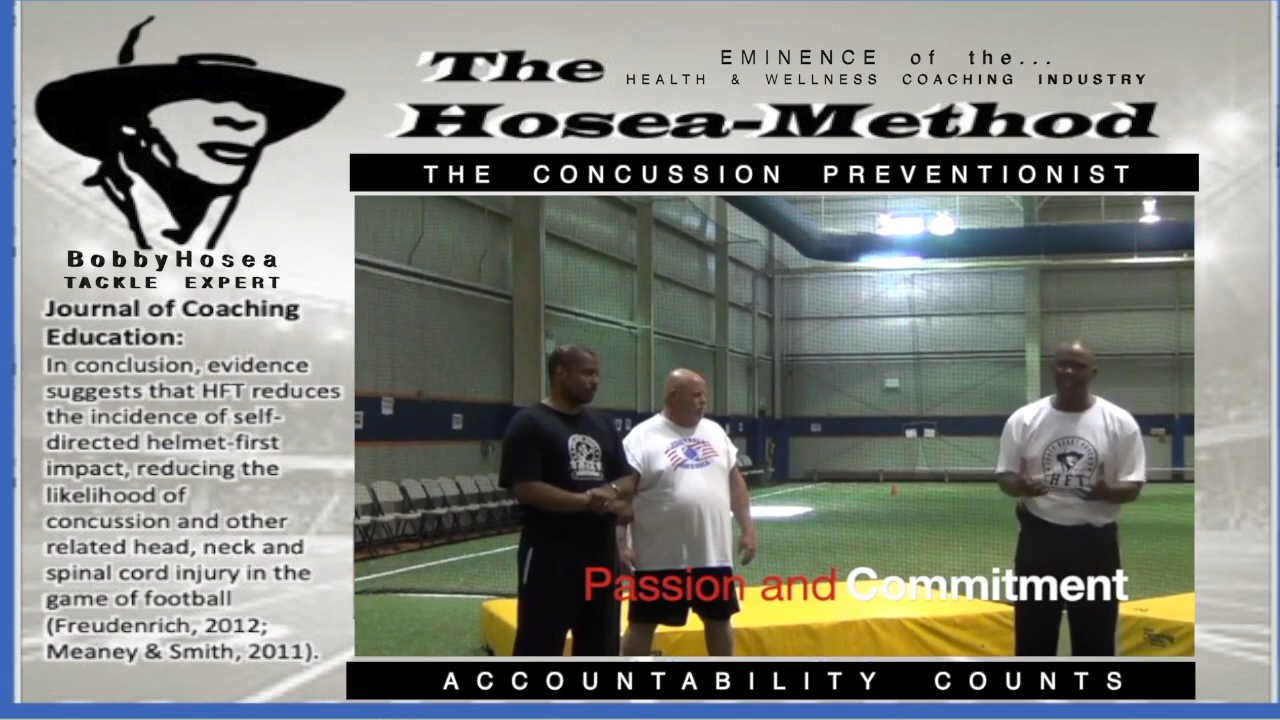 The
EMINENCE of the...
HEALTH & WELLNESS COACHING INDUSTRY
Hosea-Method
THE CONCUSSION PREVENTIONIST
BobbyHosea
TACKLE EXPERT
Journal of Coaching
Education:
In conclusion, evidence
suggests that HFT reduces
the incidence of self-
directed helmet-first
impact, reducing the
likelihood of
concussion and other
related head, neck and
spinal cord injury in the
game of football
(Freudenrich, 2012;
Meaney & Smith, 2011).
HFT
Passion and Commitment
ACCOUNTABILITY COUNTS